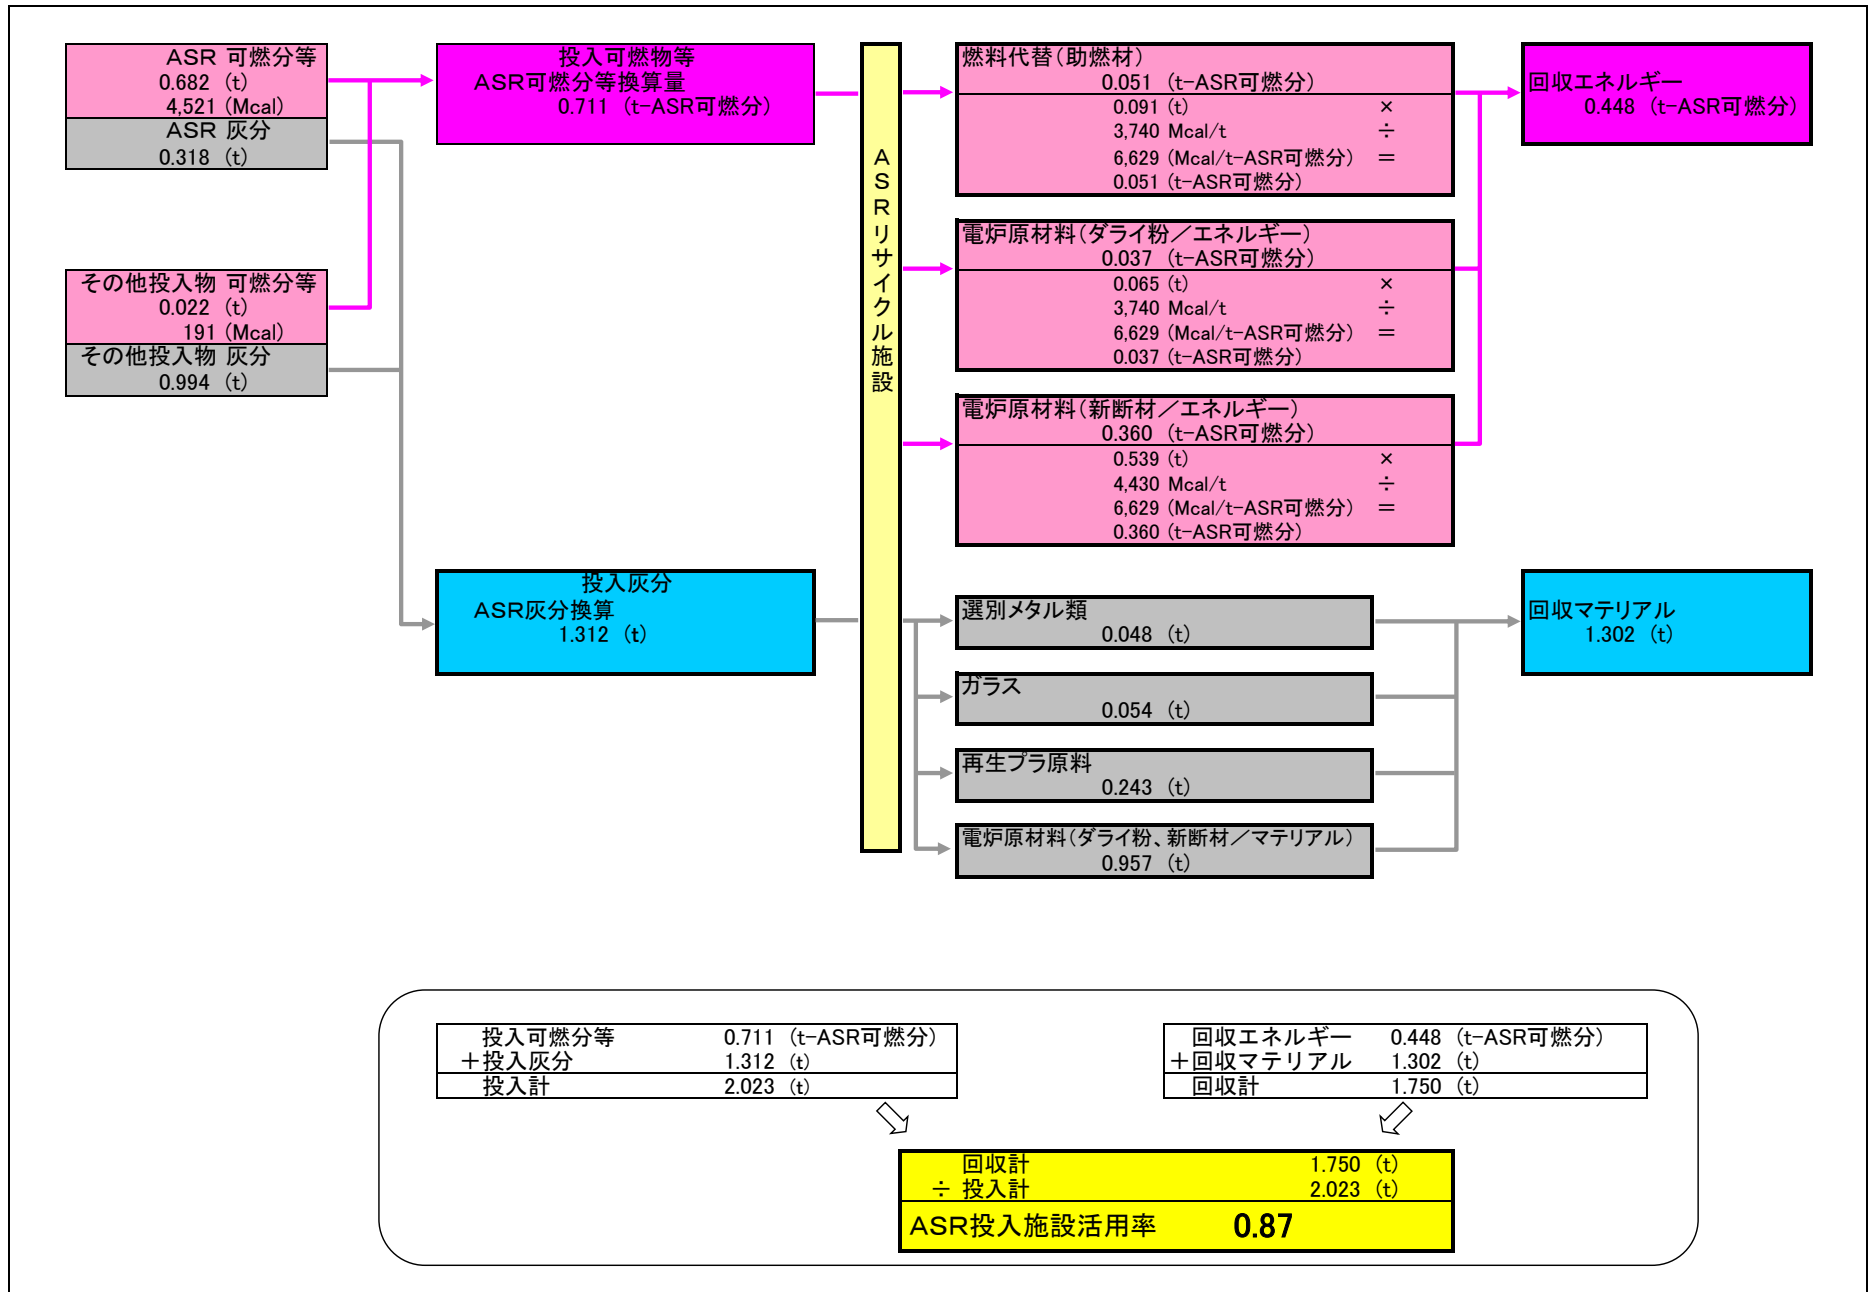 ASR 可燃分等
0.682 (t)
4,521 (Mcal)
ASR 灰分
0.318 (t)
その他投入物 可燃分等
0.022 (t)
191 (Mcal)
その他投入物 灰分
0.994 (t)
投入可燃物等
ASR可燃分等換算量
0.711 (t-ASR可燃分)
投入灰分
ASR灰分換算
1.312 (t)
ASRリサイクル施設
燃料代替(助燃材)
0.051 (t-ASR可燃分)
0.091 (t) ×
3,740 Mcal/t ÷
6,629 (Mcal/t-ASR可燃分) =
0.051 (t-ASR可燃分)
電炉原材料(ダライ粉/エネルギー)
0.037 (t-ASR可燃分)
0.065 (t) ×
3,740 Mcal/t ÷
6,629 (Mcal/t-ASR可燃分) =
0.037 (t-ASR可燃分)
電炉原材料(新断材/エネルギー)
0.360 (t-ASR可燃分)
0.539 (t) ×
4,430 Mcal/t ÷
6,629 (Mcal/t-ASR可燃分) =
0.360 (t-ASR可燃分)
選別メタル類
0.048 (t)
ガラス
0.054 (t)
再生プラ原料
0.243 (t)
電炉原材料(ダライ粉、新断材/マテリアル)
0.957 (t)
回収エネルギー
0.448 (t-ASR可燃分)
回収マテリアル
1.302 (t)
投入可燃分等 0.711 (t-ASR可燃分)
+投入灰分 1.312 (t)
投入計 2.023 (t)
回収エネルギー 0.448 (t-ASR可燃分)
+回収マテリアル 1.302 (t)
回収計 1.750 (t)
回収計 1.750 (t)
÷ 投入計 2.023 (t)
ASR投入施設活用率 0.87